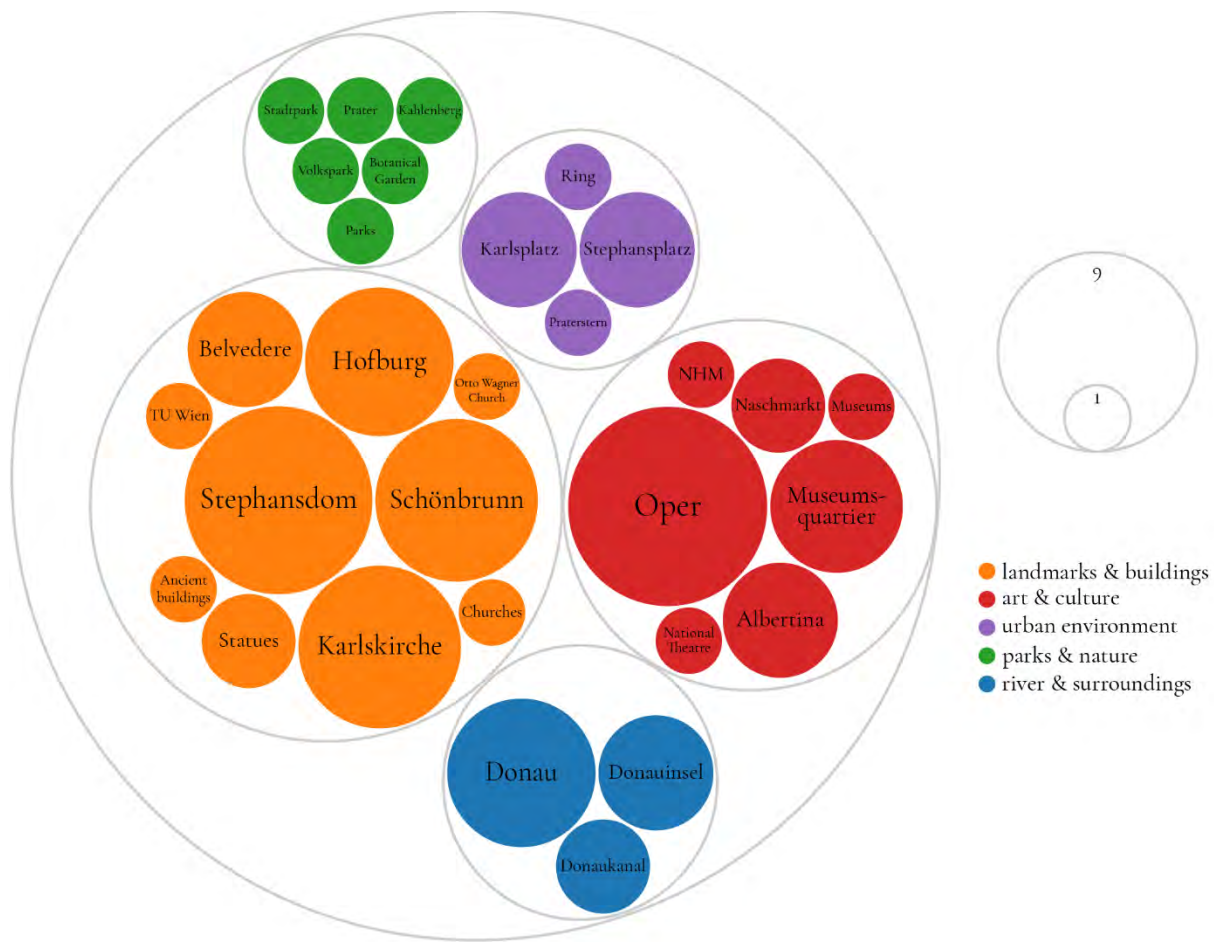 Stadtpark
Prater
Kahlenberg
Volkspark
Botanical
Garden
Parks
Ring
Karlsplatz
Stephansplatz
Praterstern
Belvedere
Hofburg
Otto Wagner
Church
TU Wien
Stephansdom
Schönbrunn
Ancient
buildings
Statues
Karlskirche
Churches
NHM
Naschmarkt
Museums
Oper
Museums-
quartier
National
Theatre
Albertina
Donau
Donauinsel
Donaukanal
9
1
landmarks & buildings
art & culture
urban environment
parks & nature
river & surroundings